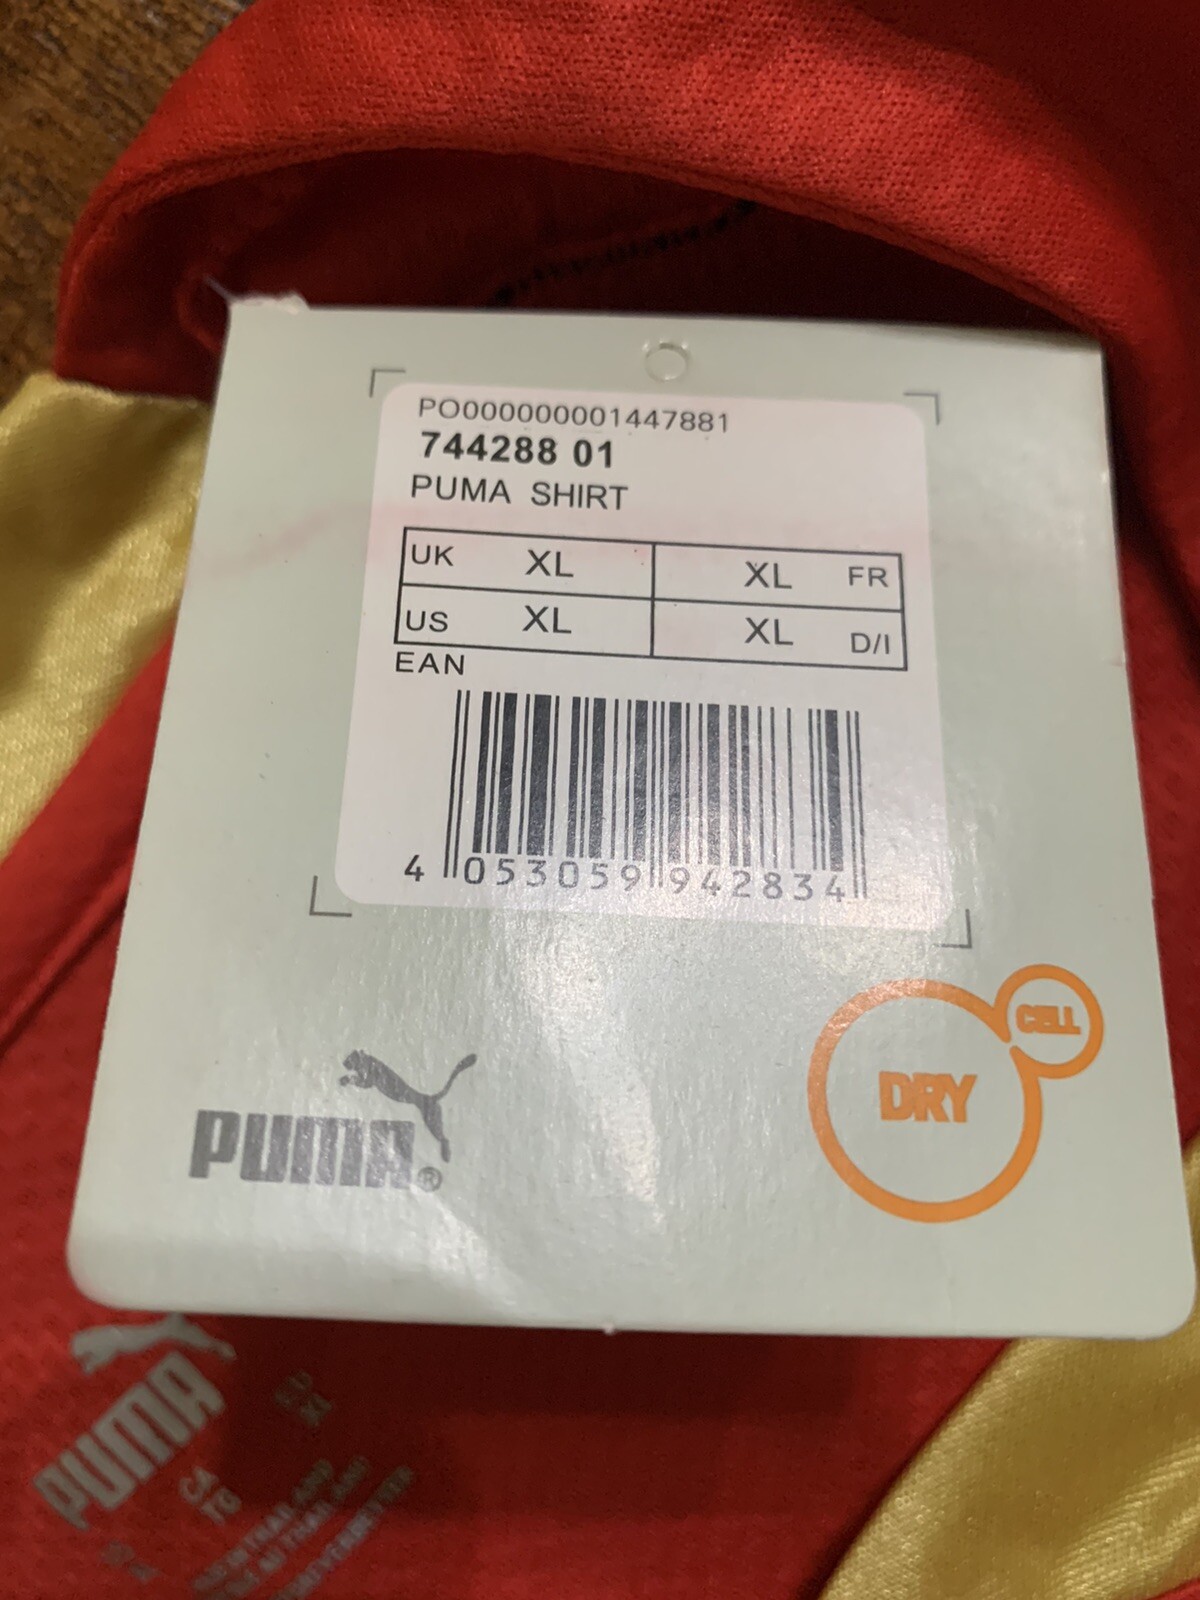 PO000000001447881
744288 01
PUMA SHIRT
UK XL XL FR
US XL XL D/I
EAN
4 053059 942834
CELL
DRY
PUMA®
PUMA